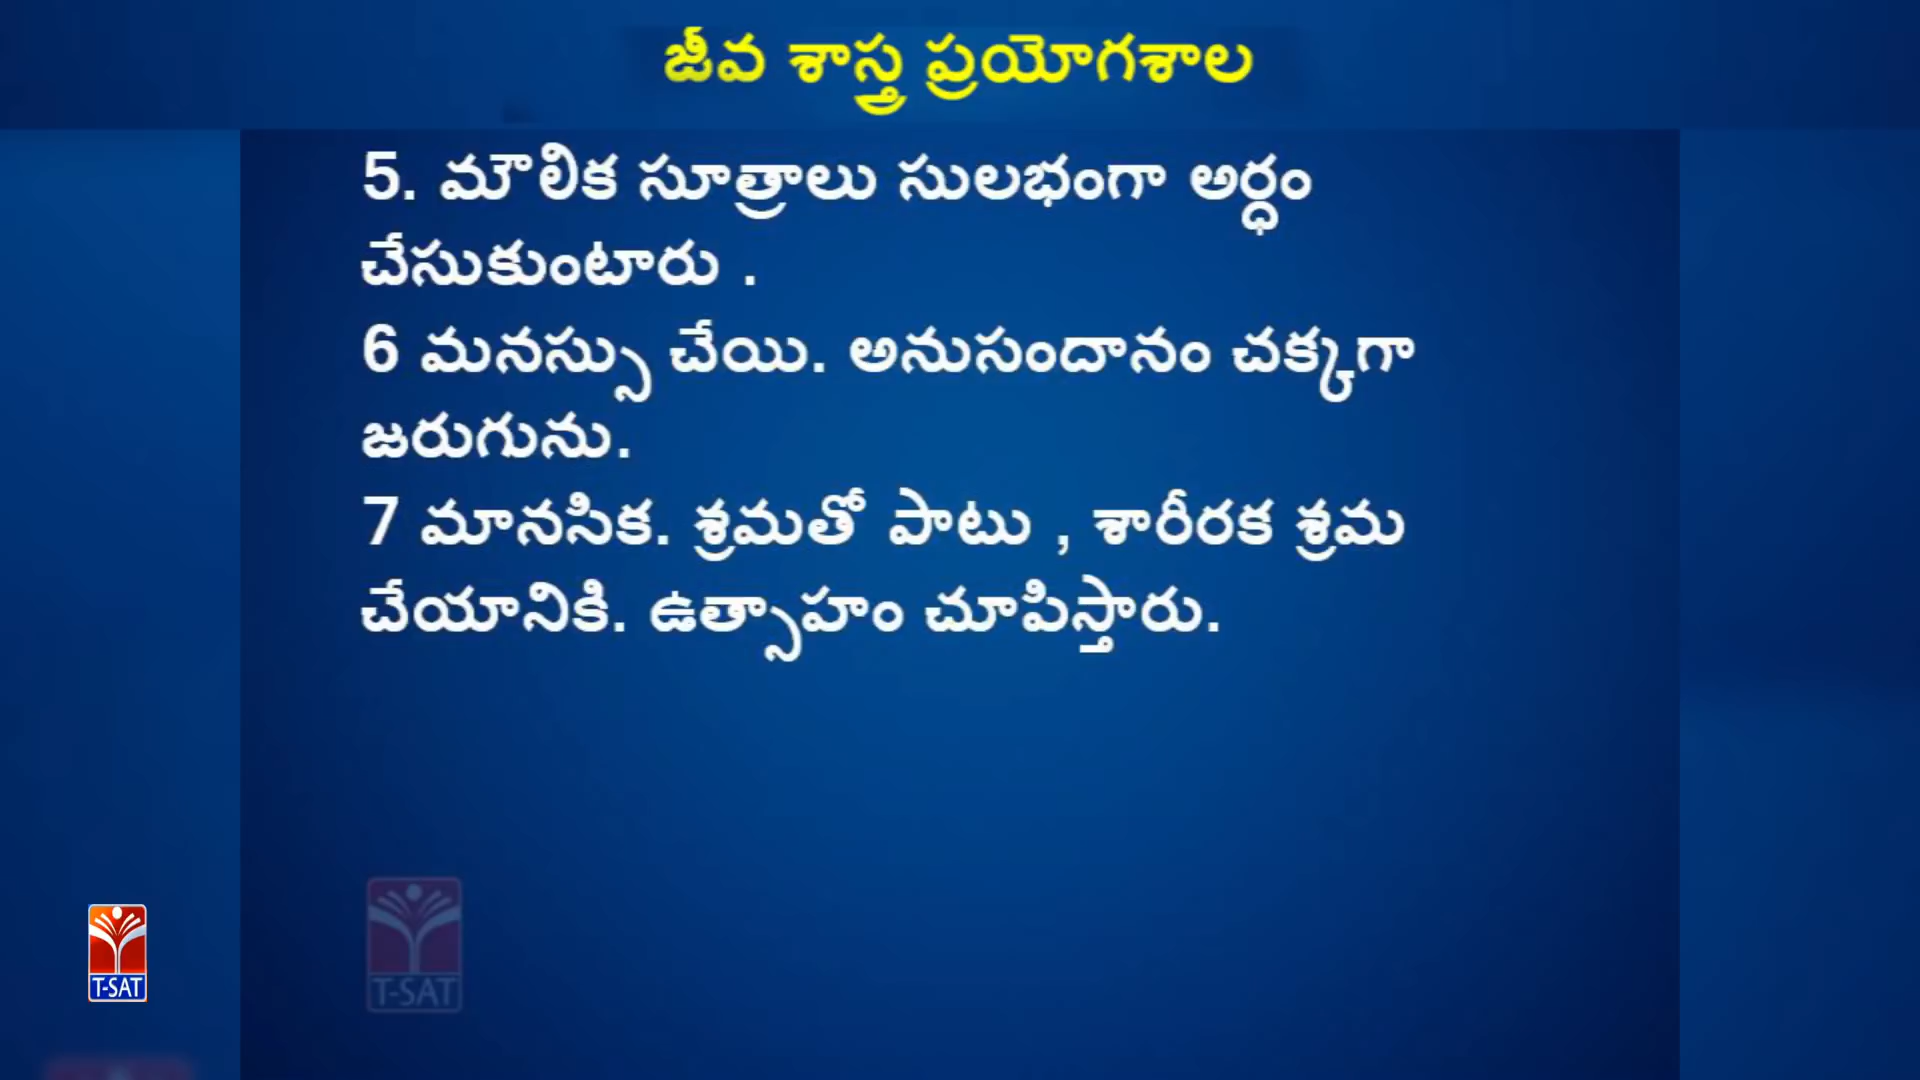 జీవ శాస్త్ర ప్రయోగశాల
5. మౌలిక సూత్రాలు సులభంగా అర్ధం
చేసుకుంటారు .
6 మనస్సు చేయి. అనుసందానం చక్కగా
జరుగును.
7 మానసిక. శ్రమతో పాటు , శారీరక శ్రమ
చేయానికి. ఉత్సాహం చూపిస్తారు.
T-SAT
T-SAT